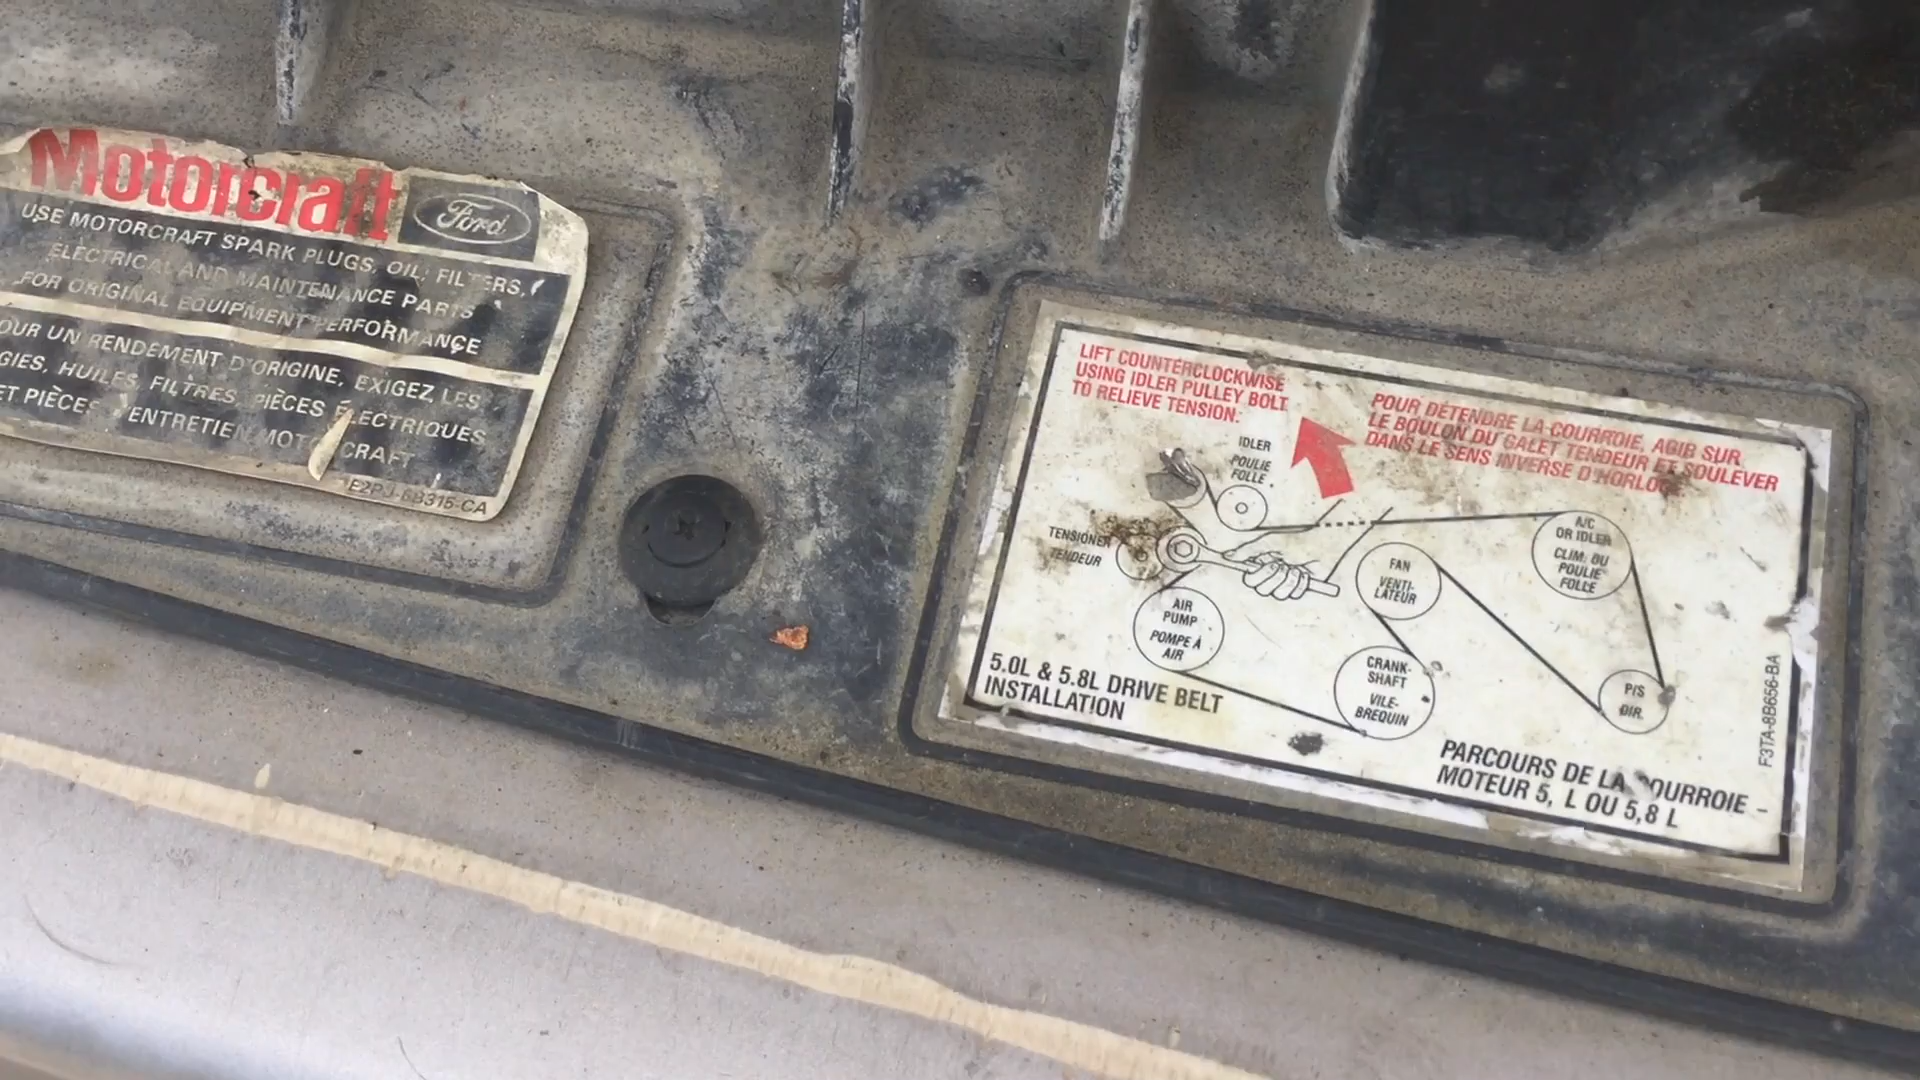 Motorcraft
Ford
USE MOTORCRAFT SPARK PLUGS, OIL, FILTERS,
ELECTRICAL AND MAINTENANCE PARTS
FOR ORIGINAL EQUIPMENT PERFORMANCE
UN RENDEMENT D'ORIGINE, EXIGEZ LES
HUILES, FILTRES, PIÈCES ÉLECTRIQUES
ET PIÈCES D'ENTRETIEN MOTORCRAFT
E2PJ-6B315-CA
LIFT COUNTERCLOCKWISE
USING IDLER PULLEY BOLT
TO RELIEVE TENSION.
POUR DÉTENDRE LA COURROIE, AGIR SUR
LE BOULON DU GALET TENDEUR ET SOULEVER
DANS LE SENS INVERSE D'HORLOGE
IDLER
POULIE
FOLLE
TENSIONER
TENDEUR
AIR
PUMP
POMPE À
AIR
FAN
VENTI-
LATEUR
A/C
OR IDLER
CLIM. OU
POULIE
FOLLE
CRANK-
SHAFT
VILE-
BREQUIN
P/S
DIR.
5.0L & 5.8L DRIVE BELT
INSTALLATION
PARCOURS DE LA COURROIE -
MOTEUR 5, L OU 5,8 L
F3TA-8B656-BA